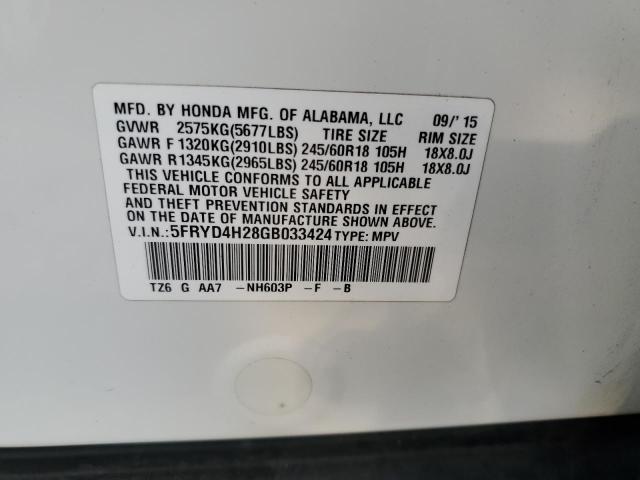 MFD. BY HONDA MFG. OF ALABAMA, LLC 09/' 15
GVWR 2575KG(5677LBS) TIRE SIZE RIM SIZE
GAWR F 1320KG(2910LBS) 245/60R18 105H 18X8.0J
GAWR R 1345KG(2965LBS) 245/60R18 105H 18X8.0J
THIS VEHICLE CONFORMS TO ALL APPLICABLE
FEDERAL MOTOR VEHICLE SAFETY
AND THEFT PREVENTION STANDARDS IN EFFECT
ON THE DATE OF MANUFACTURE SHOWN ABOVE.
V.I.N.: 5FRYD4H28GB033424 TYPE: MPV
TZ6 G AA7 -NH603P -F -B